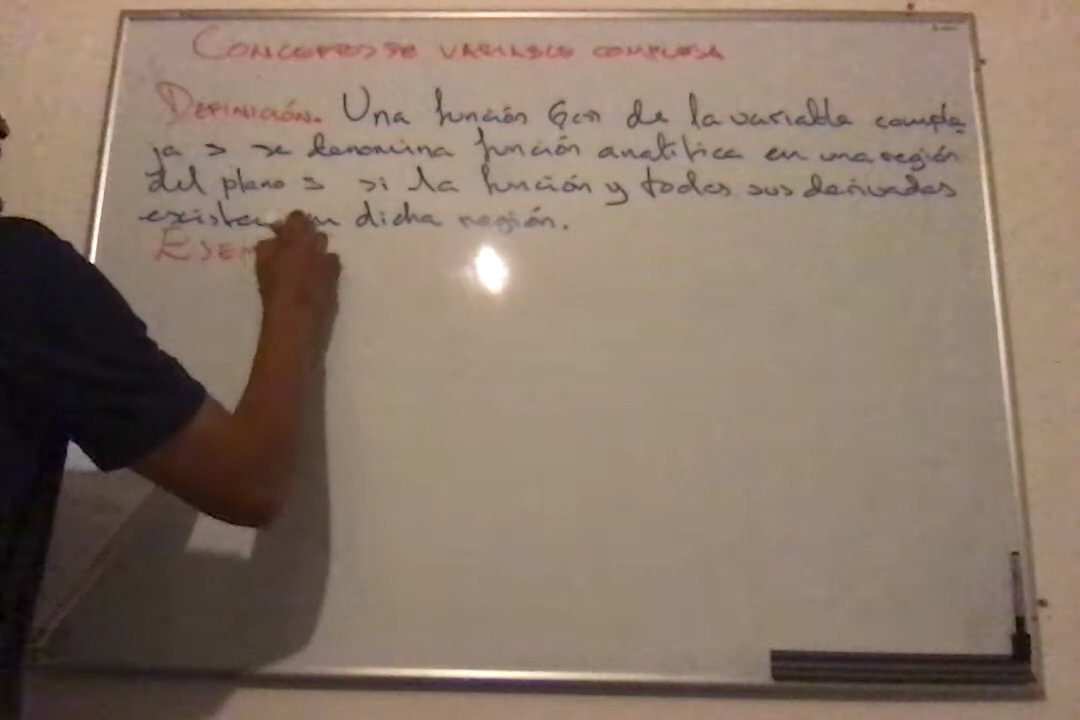 CONCEPTOS DE VARIABLE COMPLEJA
DEFINICIÓN. Una función G(s) de la variable comple-
ja s se denomina función analítica en una región
del plano s si la función y todas sus derivadas
existen en dicha región.
EJEM